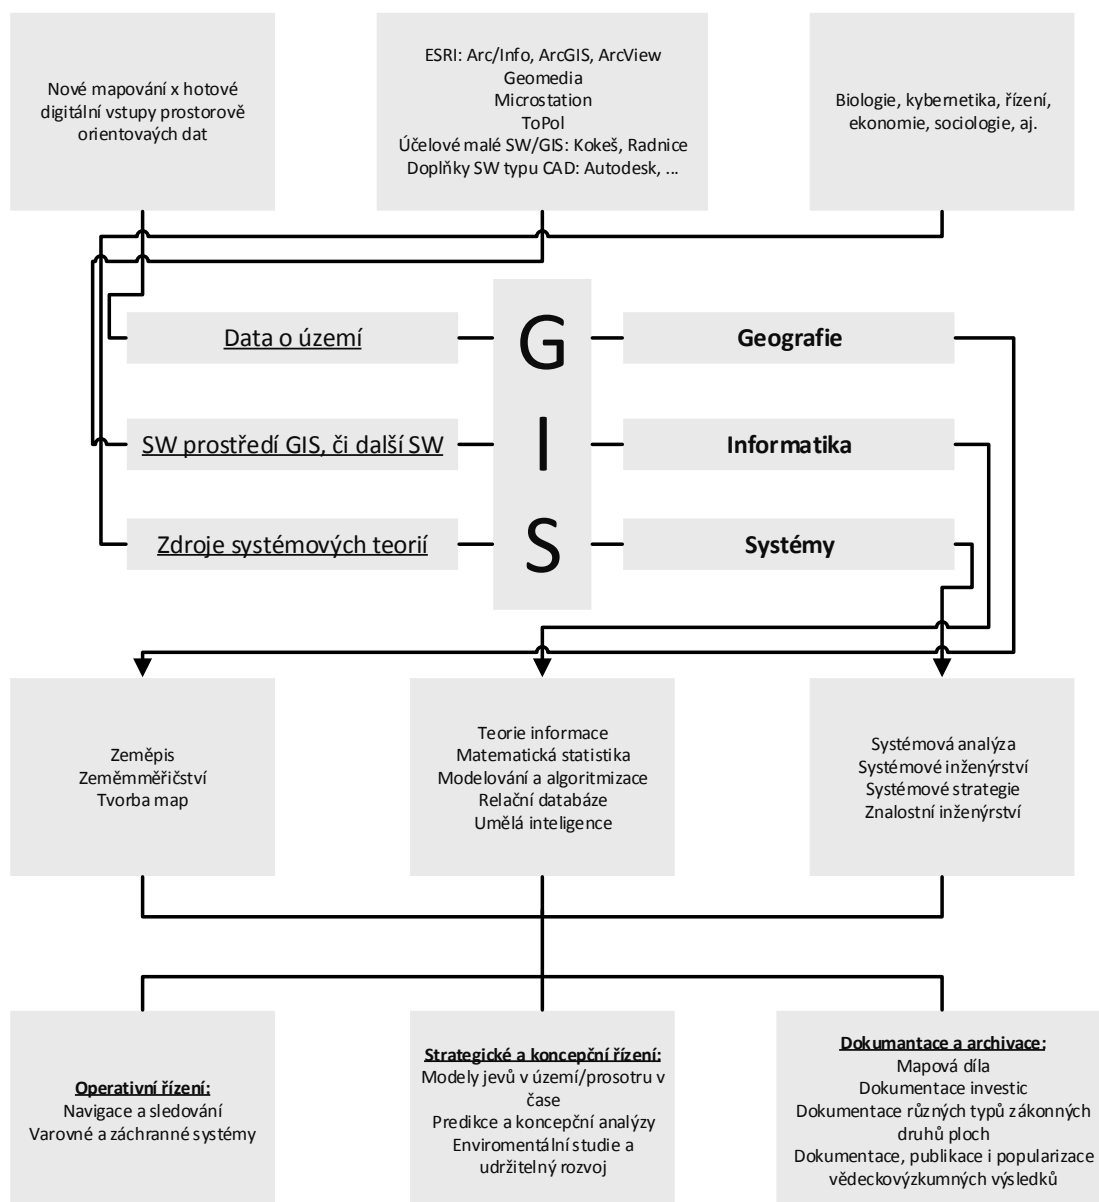 Nové mapování x hotové
digitální vstupy prostorově
orientovaých dat
ESRI: Arc/Info, ArcGIS, ArcView
Geomedia
Microstation
ToPol
Účelové malé SW/GIS: Kokeš, Radnice
Doplňky SW typu CAD: Autodesk, ...
Biologie, kybernetika, řízení,
ekonomie, sociologie, aj.
Data o území
G
Geografie
SW prostředí GIS, či další SW
I
Informatika
Zdroje systémových teorií
S
Systémy
Zeměpis
Zeměmměřičství
Tvorba map
Teorie informace
Matematická statistika
Modelování a algoritmizace
Relační databáze
Umělá inteligence
Systémová analýza
Systémové inženýrství
Systémové strategie
Znalostní inženýrství
Operativní řízení:
Navigace a sledování
Varovné a záchranné systémy
Strategické a koncepční řízení:
Modely jevů v území/prosotru v
čase
Predikce a koncepční analýzy
Enviromentální studie a
udržitelný rozvoj
Dokumantace a archivace:
Mapová díla
Dokumentace investic
Dokumentace různých typů zákonných
druhů ploch
Dokumentace, publikace i popularizace
vědeckovýzkumných výsledků